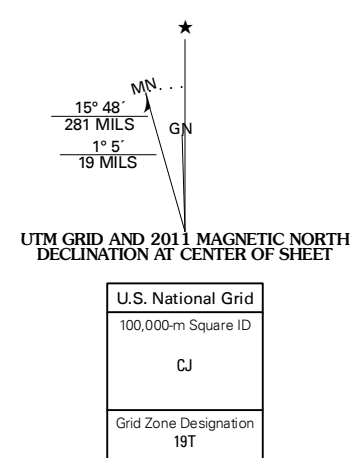 ★
MN
15° 48´
281 MILS
GN
1° 5´
19 MILS
UTM GRID AND 2011 MAGNETIC NORTH
DECLINATION AT CENTER OF SHEET
U.S. National Grid
100,000-m Square ID
CJ
Grid Zone Designation
19T